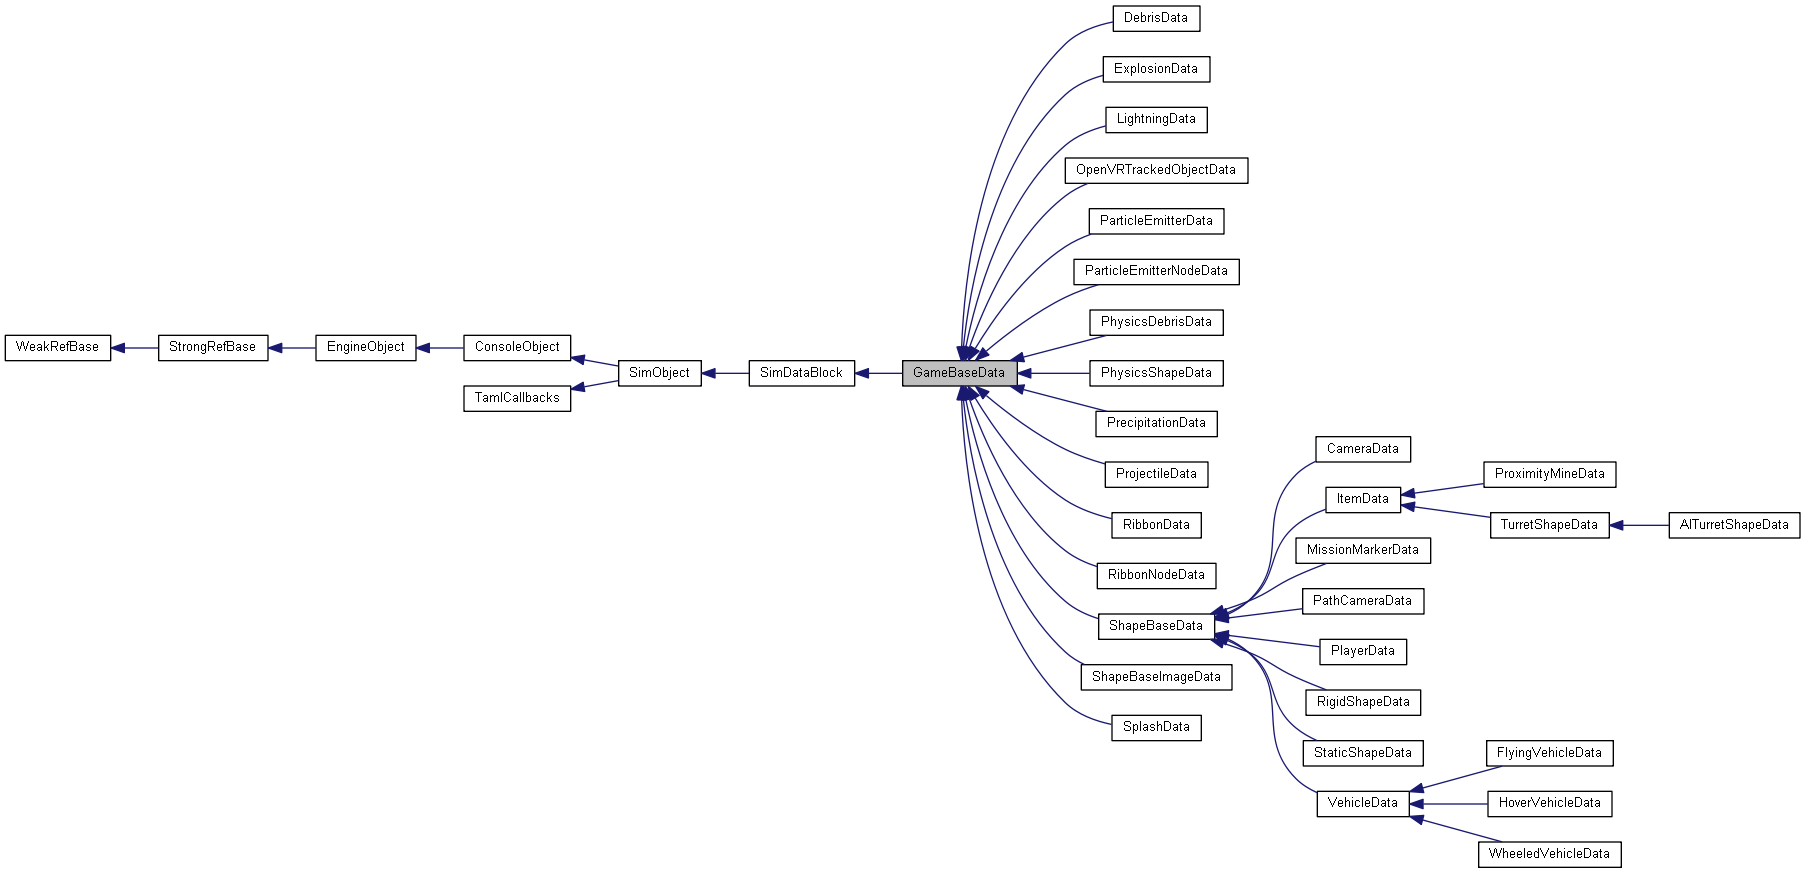 DebrisData
ExplosionData
LightningData
OpenVRTrackedObjectData
ParticleEmitterData
ParticleEmitterNodeData
PhysicsDebrisData
WeakRefBase
StrongRefBase
EngineObject
ConsoleObject
SimObject
SimDataBlock
GameBaseData
PhysicsShapeData
TamlCallbacks
PrecipitationData
CameraData
ProjectileData
ProximityMineData
ItemData
RibbonData
TurretShapeData
AITurretShapeData
MissionMarkerData
RibbonNodeData
PathCameraData
ShapeBaseData
PlayerData
ShapeBaseImageData
RigidShapeData
SplashData
StaticShapeData
FlyingVehicleData
VehicleData
HoverVehicleData
WheeledVehicleData